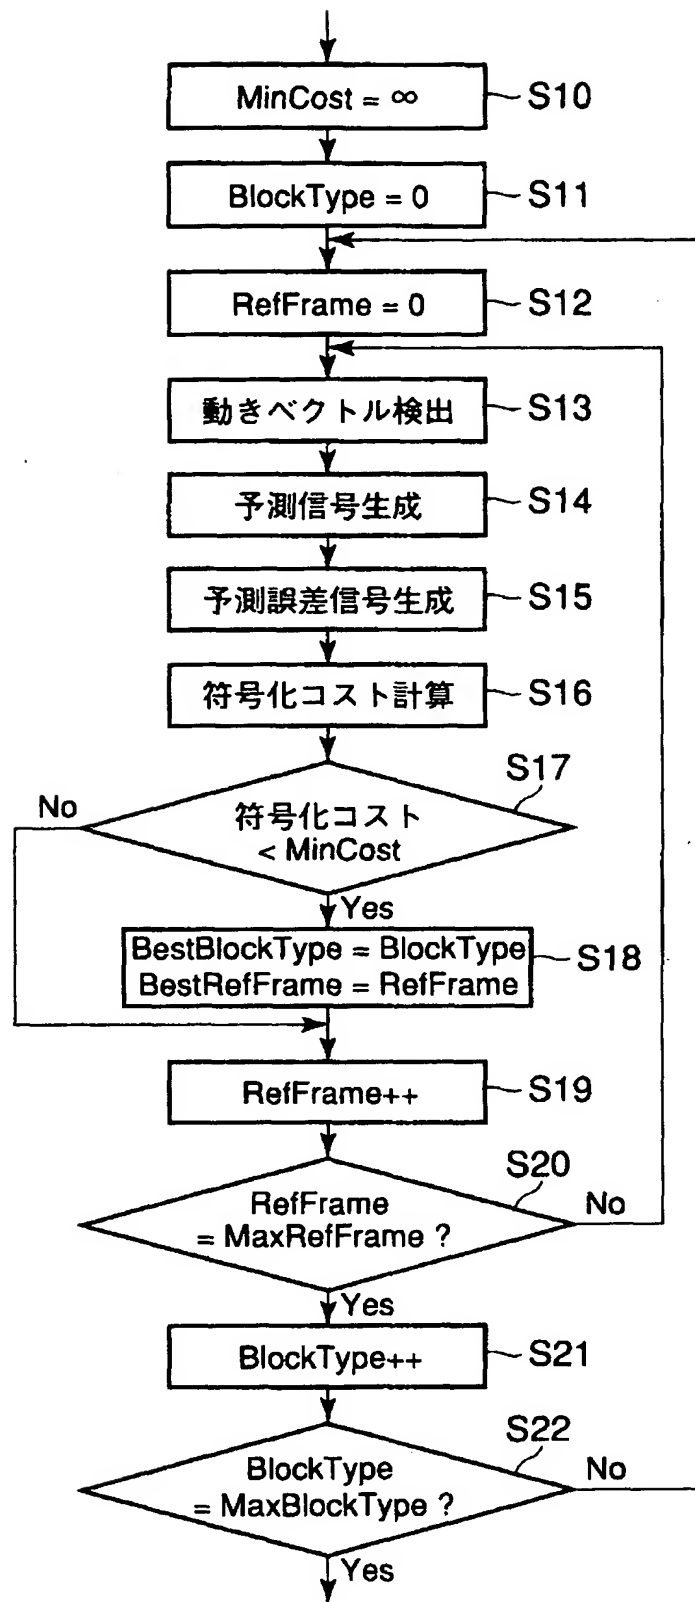 MinCost = ∞
S10
BlockType = 0
S11
RefFrame = 0
S12
動きベクトル検出
S13
予測信号生成
S14
予測誤差信号生成
S15
符号化コスト計算
S16
S17
No
符号化コスト
< MinCost
Yes
BestBlockType = BlockType
BestRefFrame = RefFrame
S18
RefFrame++
S19
S20
RefFrame
= MaxRefFrame ?
No
Yes
BlockType++
S21
S22
BlockType
= MaxBlockType ?
No
Yes